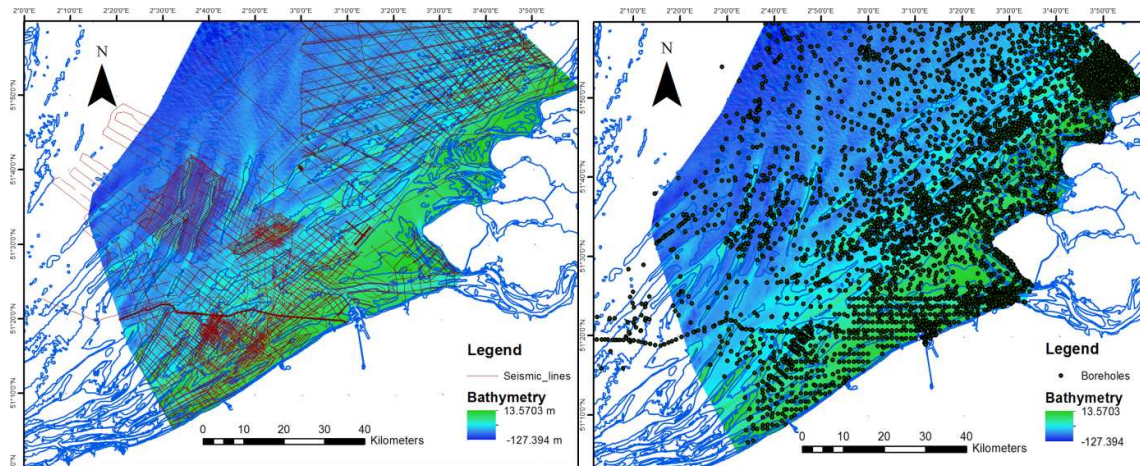 2°0'0"E 2°10'0"E 2°20'0"E 2°30'0"E 2°40'0"E 2°50'0"E 3°0'0"E 3°10'0"E 3°20'0"E 3°30'0"E 3°40'0"E 3°50'0"E
N
51°50'0"N
51°40'0"N
51°30'0"N
51°20'0"N
51°10'0"N
Legend
Seismic_lines
Bathymetry
13.5703 m
-127.394 m
0 5 10 20 30 40
Kilometers
2°10'0"E 2°20'0"E 2°30'0"E 2°40'0"E 2°50'0"E 3°0'0"E 3°10'0"E 3°20'0"E 3°30'0"E 3°40'0"E 3°50'0"E
N
51°50'0"N
51°40'0"N
51°30'0"N
51°20'0"N
51°10'0"N
Legend
Boreholes
Bathymetry
13.5703
-127.394
0 5 10 20 30 40
Kilometers